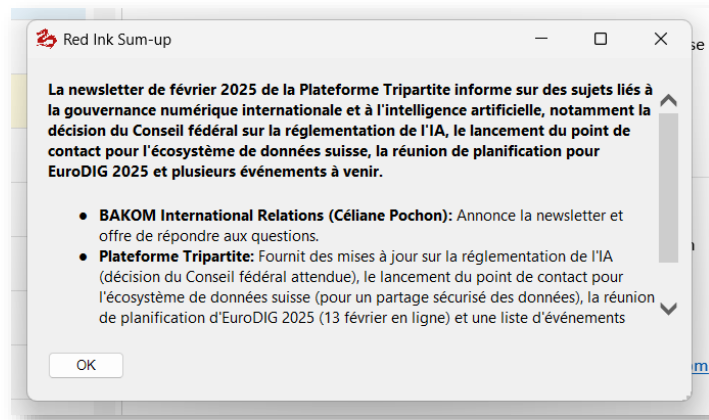 Red Ink Sum-up
se
La newsletter de février 2025 de la Plateforme Tripartite informe sur des sujets liés à
la gouvernance numérique internationale et à l'intelligence artificielle, notamment la
décision du Conseil fédéral sur la réglementation de l'IA, le lancement du point de
contact pour l'écosystème de données suisse, la réunion de planification pour
EuroDIG 2025 et plusieurs événements à venir.
● BAKOM International Relations (Céliane Pochon): Annonce la newsletter et
offre de répondre aux questions.
● Plateforme Tripartite: Fournit des mises à jour sur la réglementation de l'IA
(décision du Conseil fédéral attendue), le lancement du point de contact pour
l'écosystème de données suisse (pour un partage sécurisé des données), la réunion
de planification d'EuroDIG 2025 (13 février en ligne) et une liste d'événements
OK